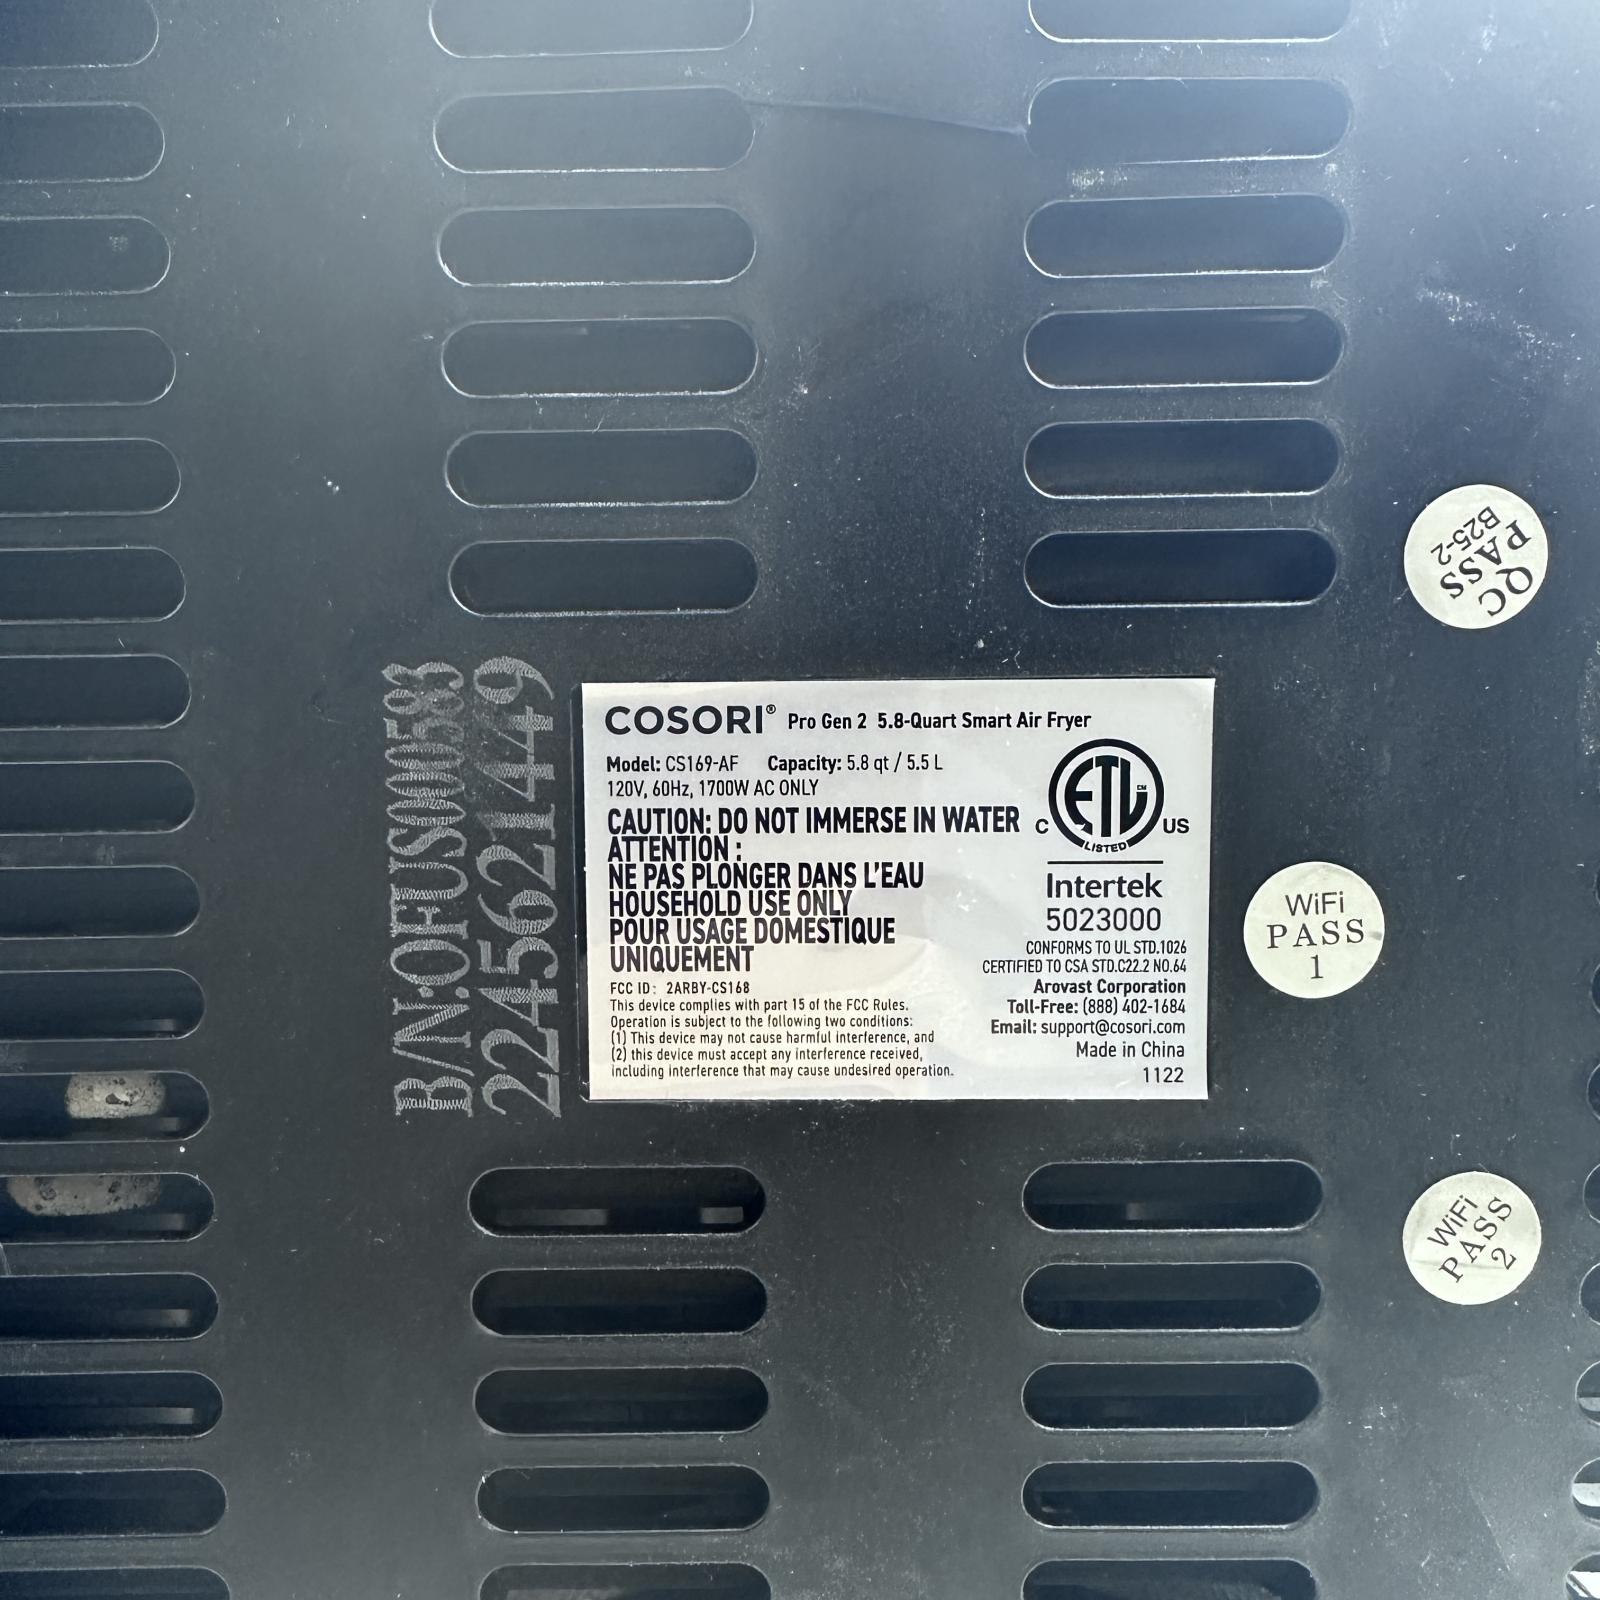 COSORI® Pro Gen 2 5.8-Quart Smart Air Fryer
Model: CS169-AF Capacity: 5.8 qt / 5.5 L
120V, 60Hz, 1700W AC ONLY
CAUTION: DO NOT IMMERSE IN WATER
ATTENTION :
NE PAS PLONGER DANS L'EAU
HOUSEHOLD USE ONLY
POUR USAGE DOMESTIQUE
UNIQUEMENT
FCC ID: 2ARBY-CS168
This device complies with part 15 of the FCC Rules.
Operation is subject to the following two conditions:
(1) This device may not cause harmful interference, and
(2) this device must accept any interference received,
including interference that may cause undesired operation.
C ETL CM US
LISTED
Intertek
5023000
CONFORMS TO UL STD.1026
CERTIFIED TO CSA STD.C22.2 NO.64
Arovast Corporation
Toll-Free: (888) 402-1684
Email: support@cosori.com
Made in China
1122
B/N:0FUS00583
2245621449
QC
PASS
B25-2
WiFi
PASS
1
WiFi
PASS
2